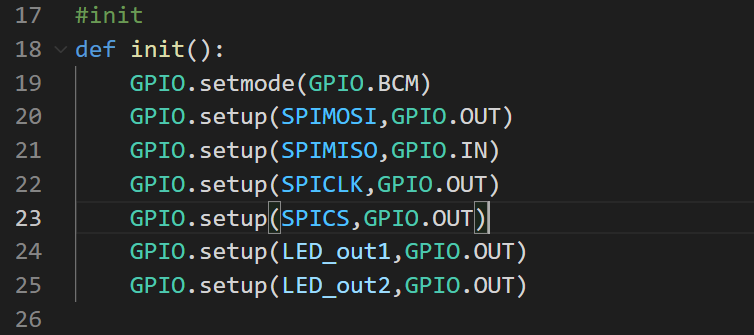 17 #init
18 def init():
19     GPIO.setmode(GPIO.BCM)
20     GPIO.setup(SPIMOSI,GPIO.OUT)
21     GPIO.setup(SPIMISO,GPIO.IN)
22     GPIO.setup(SPICLK,GPIO.OUT)
23     GPIO.setup(SPICS,GPIO.OUT)
24     GPIO.setup(LED_out1,GPIO.OUT)
25     GPIO.setup(LED_out2,GPIO.OUT)
26